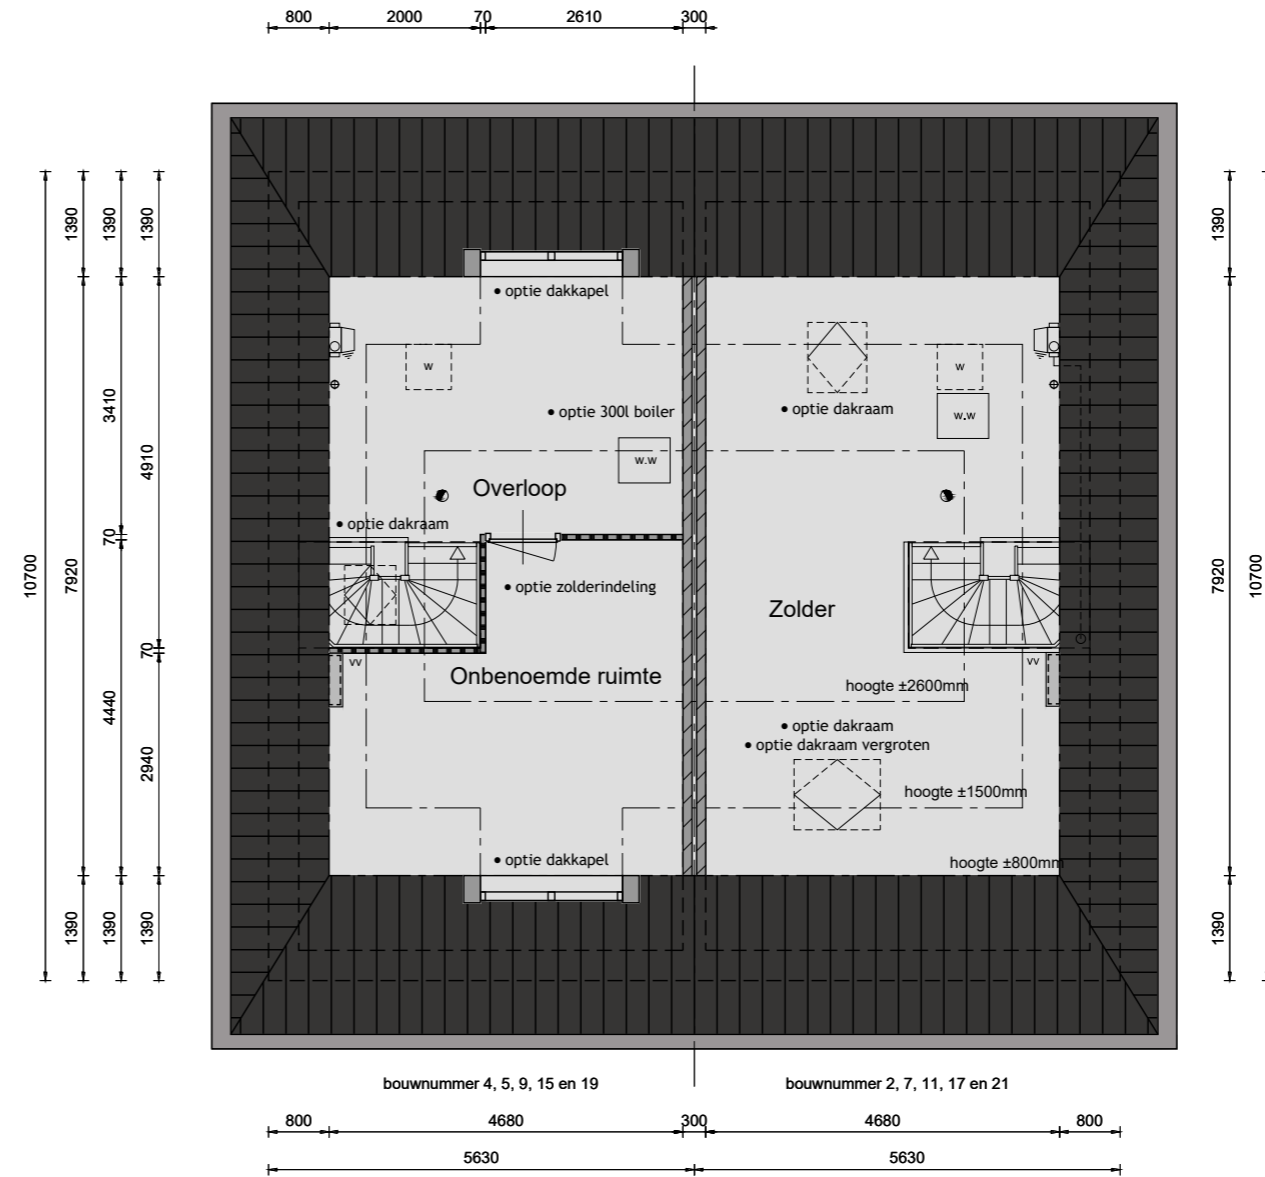 800 2000 70 2610 300
1390 1390 1390 1390
optie dakkapel
w w
3410
optie 300l boiler optie dakraam
w.w
4910
w.w
Overloop
optie dakraam
70
10700 7920 7920 10700
optie zolderindeling
Zolder
70
vv vv
Onbenoemde ruimte
hoogte ±2600mm
4440
optie dakraam
optie dakraam vergroten
2940
hoogte ±1500mm
optie dakkapel hoogte ±800mm
1390 1390 1390 1390
bouwnummer 4, 5, 9, 15 en 19 bouwnummer 2, 7, 11, 17 en 21
800 4680 300 4680 800
5630 5630